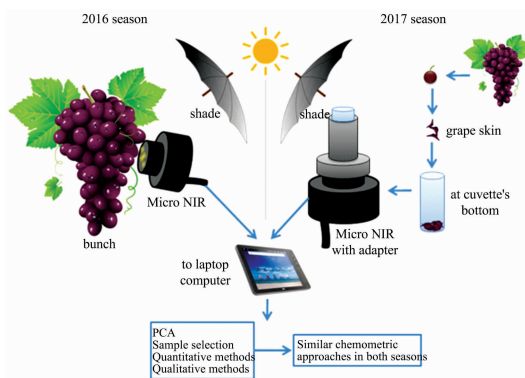 2016 season
2017 season
shade
shade
grape skin
at cuvette's
bottom
Micro NIR
bunch
Micro NIR
with adapter
to laptop
computer
PCA
Sample selection
Quantitative methods
Qualitative methods
Similar chemometric
approaches in both seasons